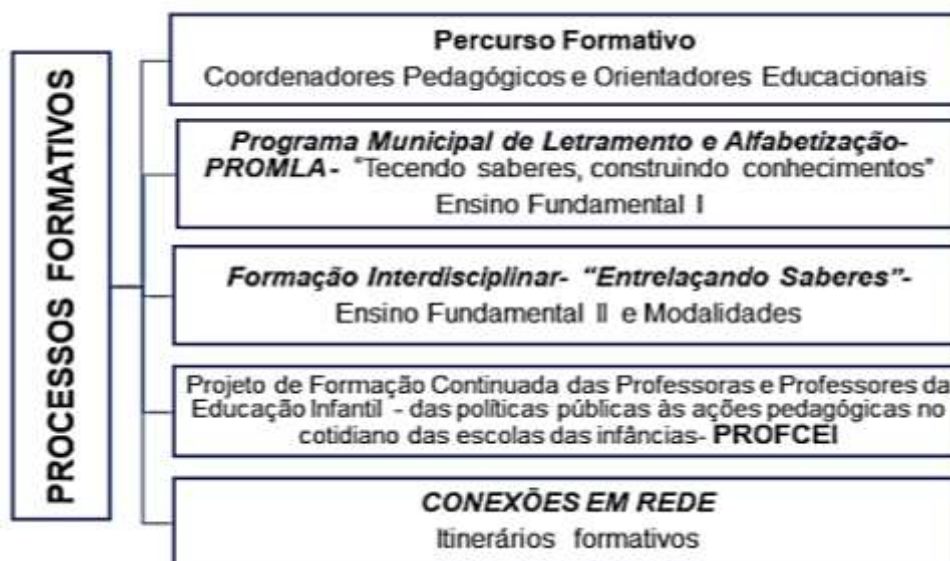 PROCESSOS FORMATIVOS
Percurso Formativo
Coordenadores Pedagógicos e Orientadores Educacionais
Programa Municipal de Letramento e Alfabetização-
PROMLA- "Tecendo saberes, construindo conhecimentos"
Ensino Fundamental I
Formação Interdisciplinar- "Entrelaçando Saberes"-
Ensino Fundamental II e Modalidades
Projeto de Formação Continuada das Professoras e Professores da
Educação Infantil - das políticas públicas às ações pedagógicas no
cotidiano das escolas das infâncias- PROFCEI
CONEXÕES EM REDE
Itinerários formativos